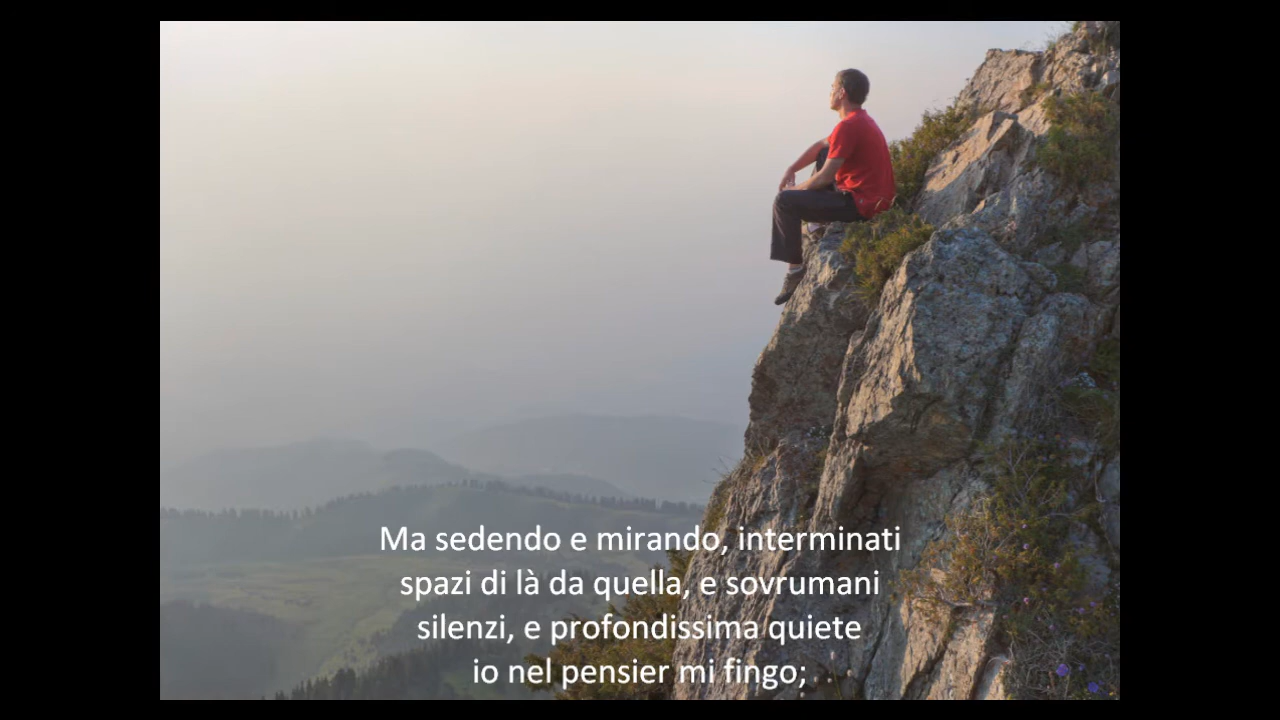 Ma sedendo e mirando, interminati
spazi di là da quella, e sovrumani
silenzi, e profondissima quiete
io nel pensier mi fingo;